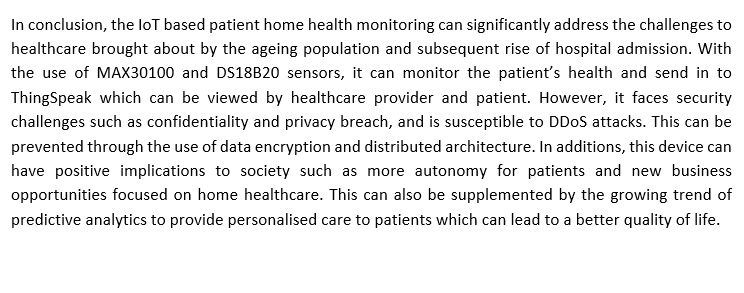 In conclusion, the IoT based patient home health monitoring can significantly address the challenges to
healthcare brought about by the ageing population and subsequent rise of hospital admission. With
the use of MAX30100 and DS18B20 sensors, it can monitor the patient’s health and send in to
ThingSpeak which can be viewed by healthcare provider and patient. However, it faces security
challenges such as confidentiality and privacy breach, and is susceptible to DDoS attacks. This can be
prevented through the use of data encryption and distributed architecture. In additions, this device can
have positive implications to society such as more autonomy for patients and new business
opportunities focused on home healthcare. This can also be supplemented by the growing trend of
predictive analytics to provide personalised care to patients which can lead to a better quality of life.